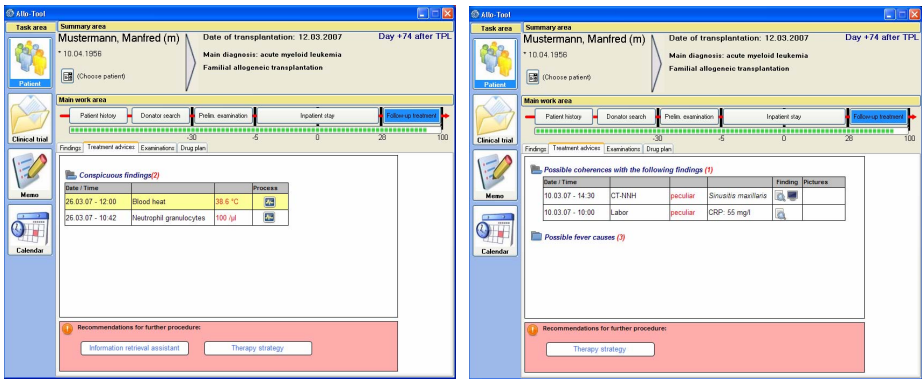 Allo-Tool
Task area
Summary area
Mustermann, Manfred (m)
* 10.04.1956
(Choose patient)
Date of transplantation: 12.03.2007
Day +74 after TPL
Main diagnosis: acute myeloid leukemia
Familial allogeneic transplantation
Patient
Clinical trial
Memo
Calendar
Main work area
Patient history Donator search Prelim. examination Inpatient stay Follow-up treatment
-30 -5 0 28 100
Findings Treatment advices Examinations Drug plan
Conspicuous findings(2)
Date / Time Process
26.03.07 - 12:00 Blood heat 38.6 °C
26.03.07 - 10:42 Neutrophil granulocytes 100 /µl
Recommendations for further procedure:
Information retrieval assistant Therapy strategy
Allo-Tool
Task area
Summary area
Mustermann, Manfred (m)
* 10.04.1956
(Choose patient)
Date of transplantation: 12.03.2007
Day +74 after TPL
Main diagnosis: acute myeloid leukemia
Familial allogeneic transplantation
Patient
Clinical trial
Memo
Calendar
Main work area
Patient history Donator search Prelim. examination Inpatient stay Follow-up treatment
-30 -5 0 28 100
Findings Treatment advices Examinations Drug plan
Possible coherences with the following findings (1)
Date / Time Finding Pictures
10.03.07 - 14:30 CT-NNH peculiar Sinusitis maxillaris
10.03.07 - 10:00 Labor peculiar CRP: 55 mg/l
Possible fever causes (3)
Recommendations for further procedure:
Therapy strategy